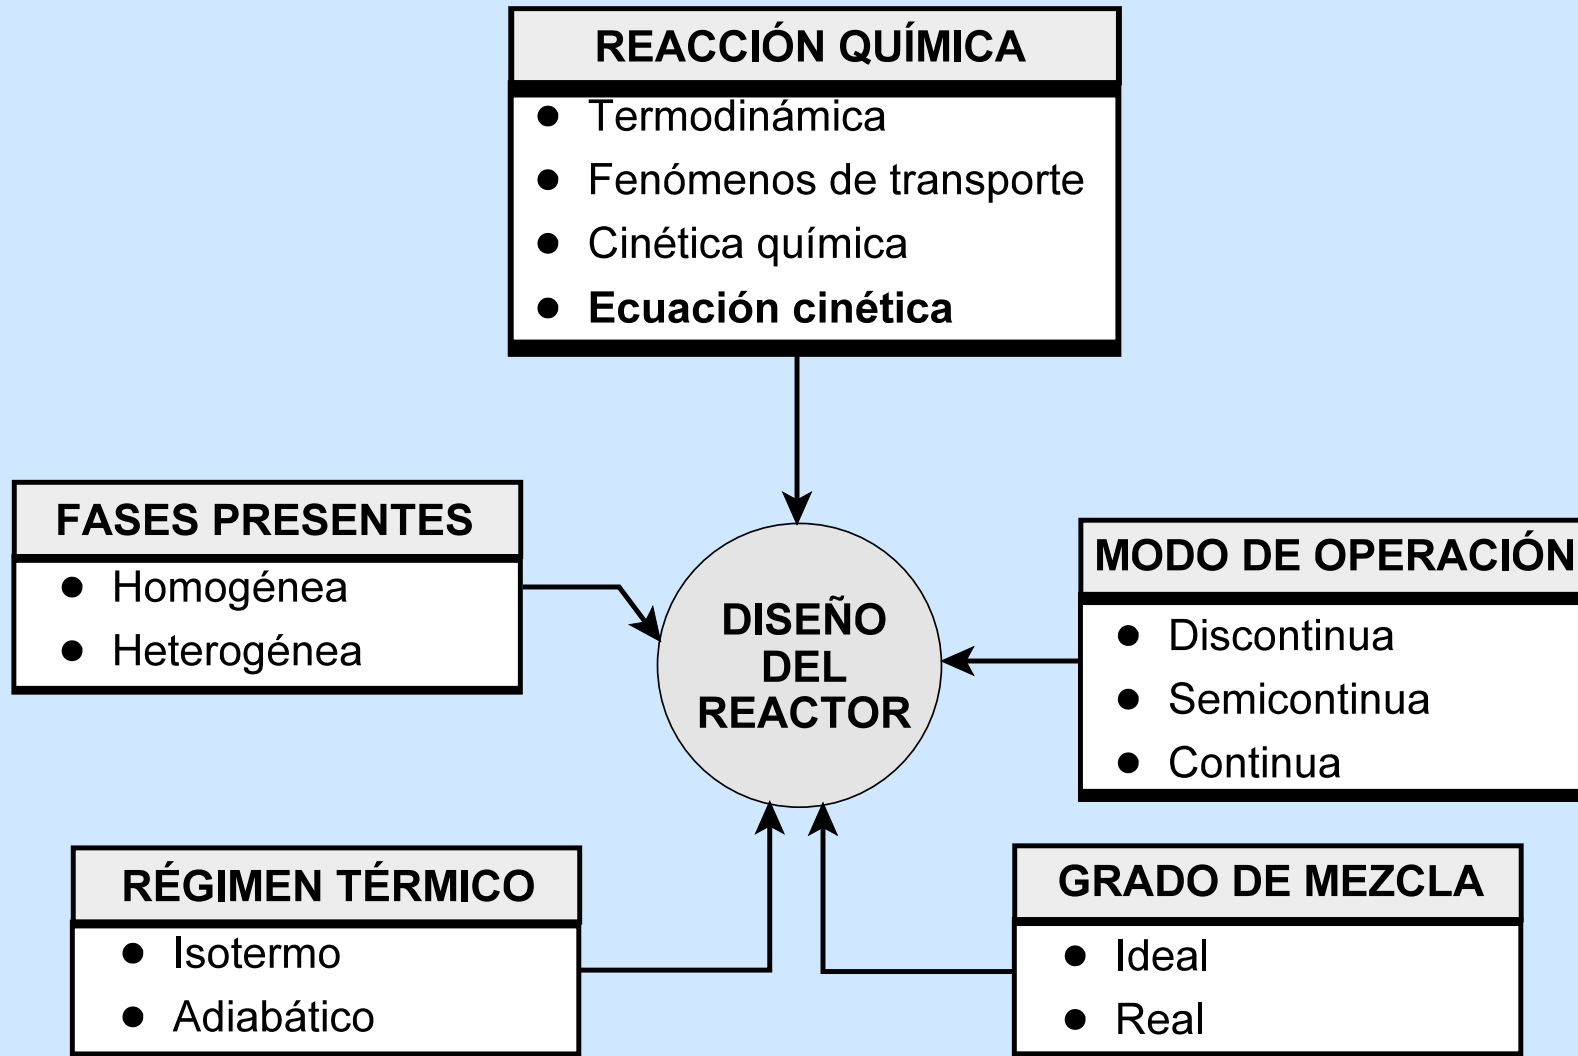 REACCIÓN QUÍMICA
● Termodinámica
● Fenómenos de transporte
● Cinética química
● Ecuación cinética
FASES PRESENTES
● Homogénea
● Heterogénea
DISEÑO
DEL
REACTOR
MODO DE OPERACIÓN
● Discontinua
● Semicontinua
● Continua
RÉGIMEN TÉRMICO
● Isotermo
● Adiabático
GRADO DE MEZCLA
● Ideal
● Real